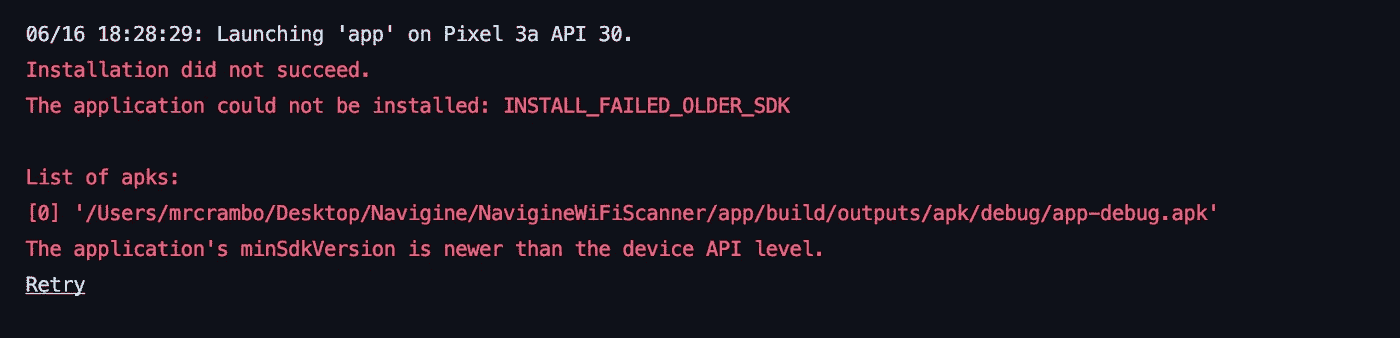 06/16 18:28:29: Launching 'app' on Pixel 3a API 30.
Installation did not succeed.
The application could not be installed: INSTALL_FAILED_OLDER_SDK
List of apks:
[0] '/Users/mrcrambo/Desktop/Navigine/NavigineWiFiScanner/app/build/outputs/apk/debug/app-debug.apk'
The application's minSdkVersion is newer than the device API level.
Retry